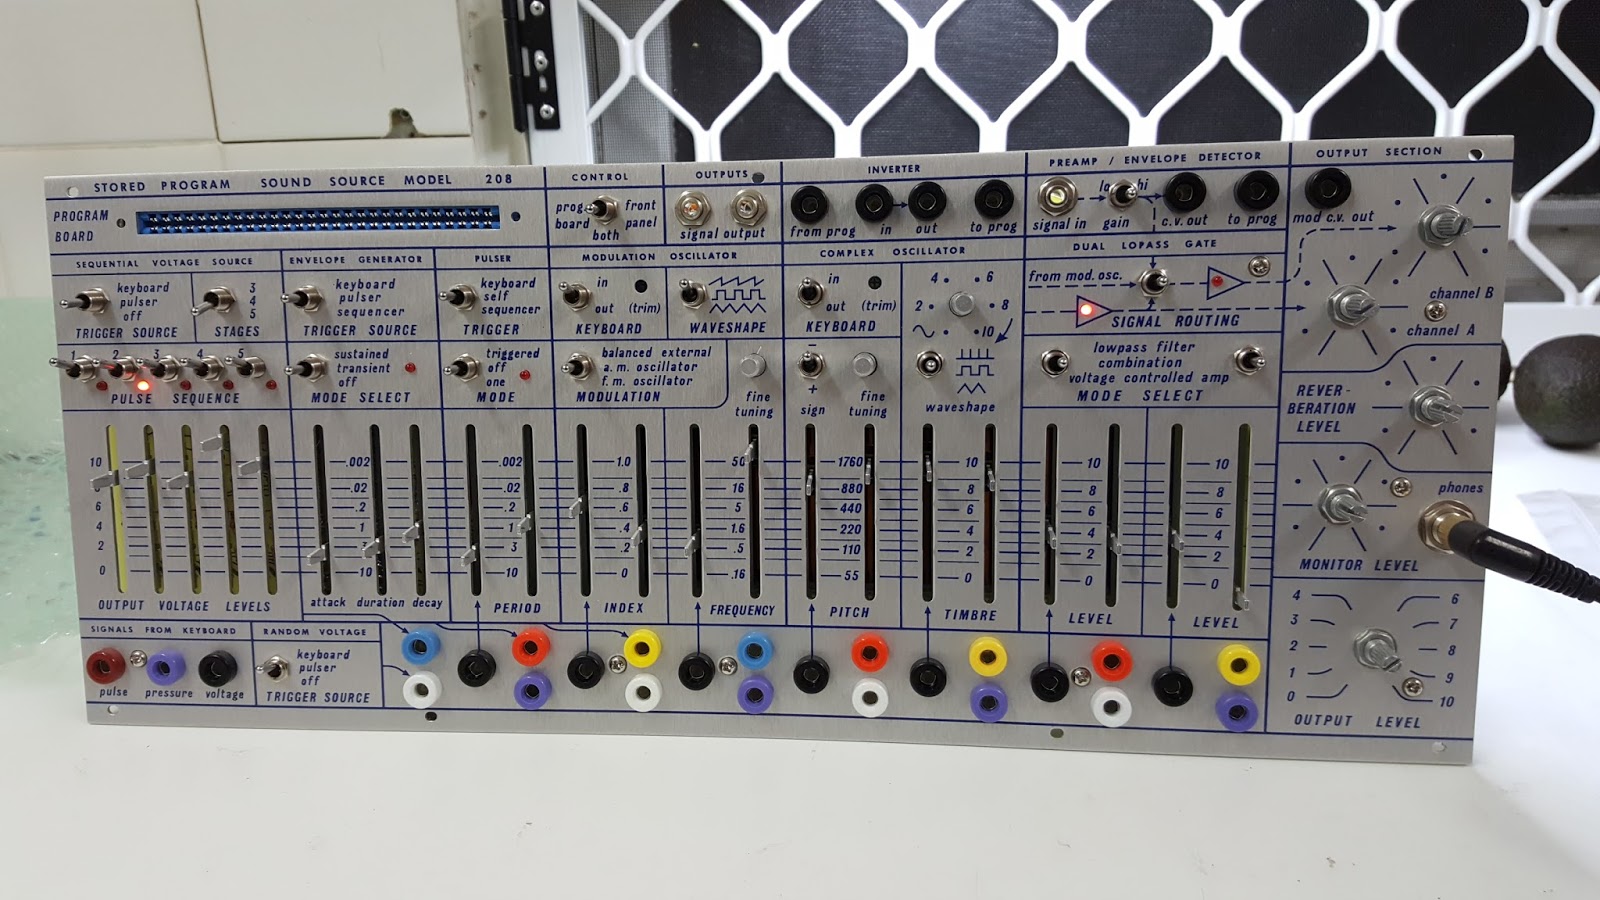 STORED PROGRAM SOUND SOURCE MODEL 208
CONTROL
OUTPUTS
INVERTER
PREAMP / ENVELOPE DETECTOR
OUTPUT SECTION
PROGRAM
BOARD
prog.
board
both
front
panel
signal output
from prog
in
out
to prog
signal in
lo
hi
gain
c.v. out
to prog
mod c.v. out
SEQUENTIAL VOLTAGE SOURCE
keyboard
pulser
off
TRIGGER SOURCE
3
4
5
STAGES
1
2
3
4
5
PULSE SEQUENCE
ENVELOPE GENERATOR
keyboard
pulser
sequencer
TRIGGER SOURCE
sustained
transient
off
MODE SELECT
PULSER
keyboard
self
sequencer
TRIGGER
triggered
off
one
MODE
MODULATION OSCILLATOR
in
out
(trim)
KEYBOARD
WAVESHAPE
balanced external
a.m. oscillator
f.m. oscillator
MODULATION
fine
tuning
COMPLEX OSCILLATOR
in
out
(trim)
KEYBOARD
-
+
sign
fine
tuning
4
6
2
8
10
waveshape
DUAL LOPASS GATE
from mod. osc.
SIGNAL ROUTING
lowpass filter
combination
voltage controlled amp
MODE SELECT
channel B
channel A
REVER-
BERATION
LEVEL
phones
MONITOR LEVEL
10
8
6
4
2
0
OUTPUT VOLTAGE LEVELS
.002
.02
.2
1
3
10
attack duration decay
.002
.02
.2
1
3
10
PERIOD
1.0
.8
.6
.4
.2
0
INDEX
50
16
5
1.6
.5
.16
FREQUENCY
1760
880
440
220
110
55
PITCH
10
8
6
4
2
0
TIMBRE
10
8
6
4
2
0
LEVEL
10
8
6
4
2
0
LEVEL
SIGNALS FROM KEYBOARD
pulse
pressure
voltage
RANDOM VOLTAGE
keyboard
pulser
off
TRIGGER SOURCE
4
3
2
1
0
6
7
8
9
10
OUTPUT LEVEL